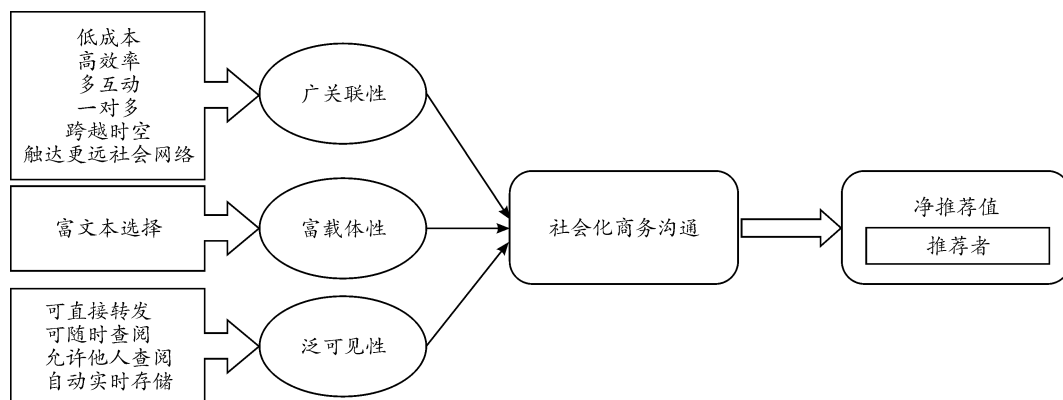 低成本
高效率
多互动
一对多
跨越时空
触达更远社会网络
广关联性
富文本选择
富载体性
可直接转发
可随时查阅
允许他人查阅
自动实时存储
泛可见性
社会化商务沟通
净推荐值
推荐者